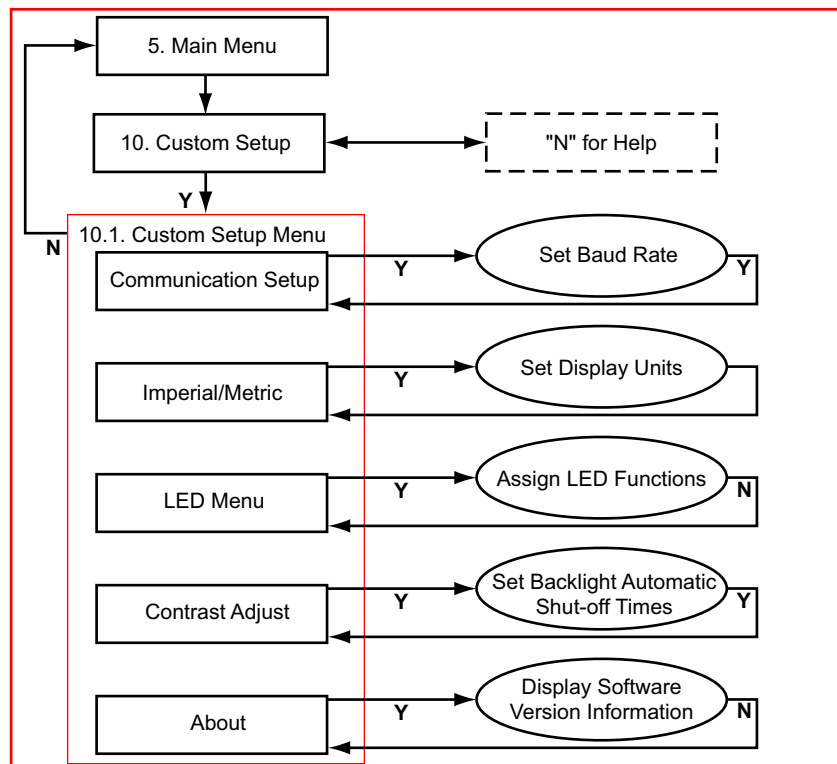 5. Main Menu
10. Custom Setup
"N" for Help
Y
N
10.1. Custom Setup Menu
Communication Setup
Y
Set Baud Rate
Y
Imperial/Metric
Y
Set Display Units
LED Menu
Y
Assign LED Functions
N
Contrast Adjust
Y
Set Backlight Automatic
Shut-off Times
Y
About
Y
Display Software
Version Information
N